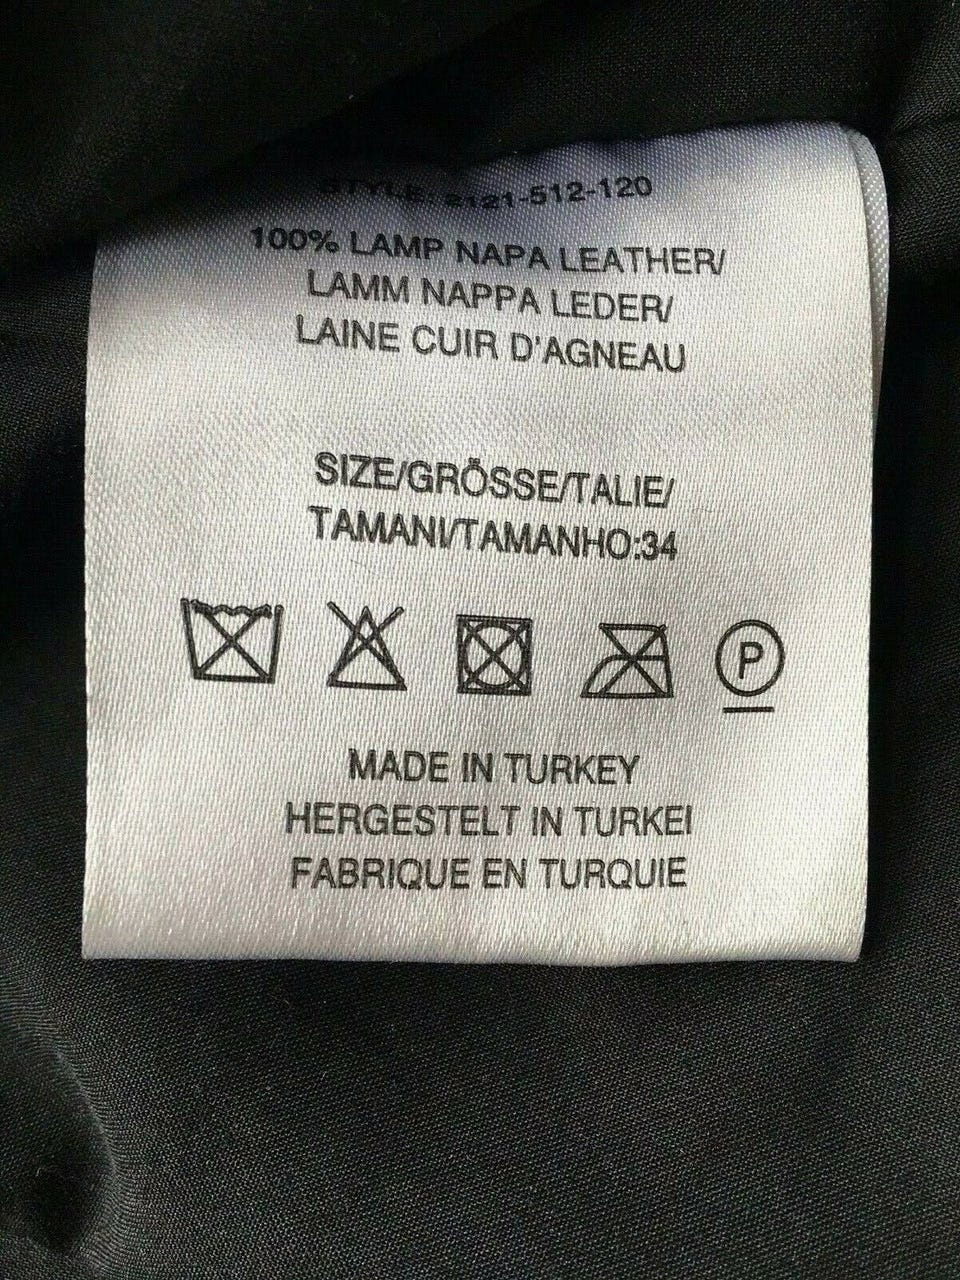 STYLE: 2121-512-120
100% LAMP NAPA LEATHER/
LAMM NAPPA LEDER/
LAINE CUIR D'AGNEAU
SIZE/GRÖSSE/TALIE/
TAMANI/TAMANHO:34
P
MADE IN TURKEY
HERGESTELT IN TURKEI
FABRIQUE EN TURQUIE